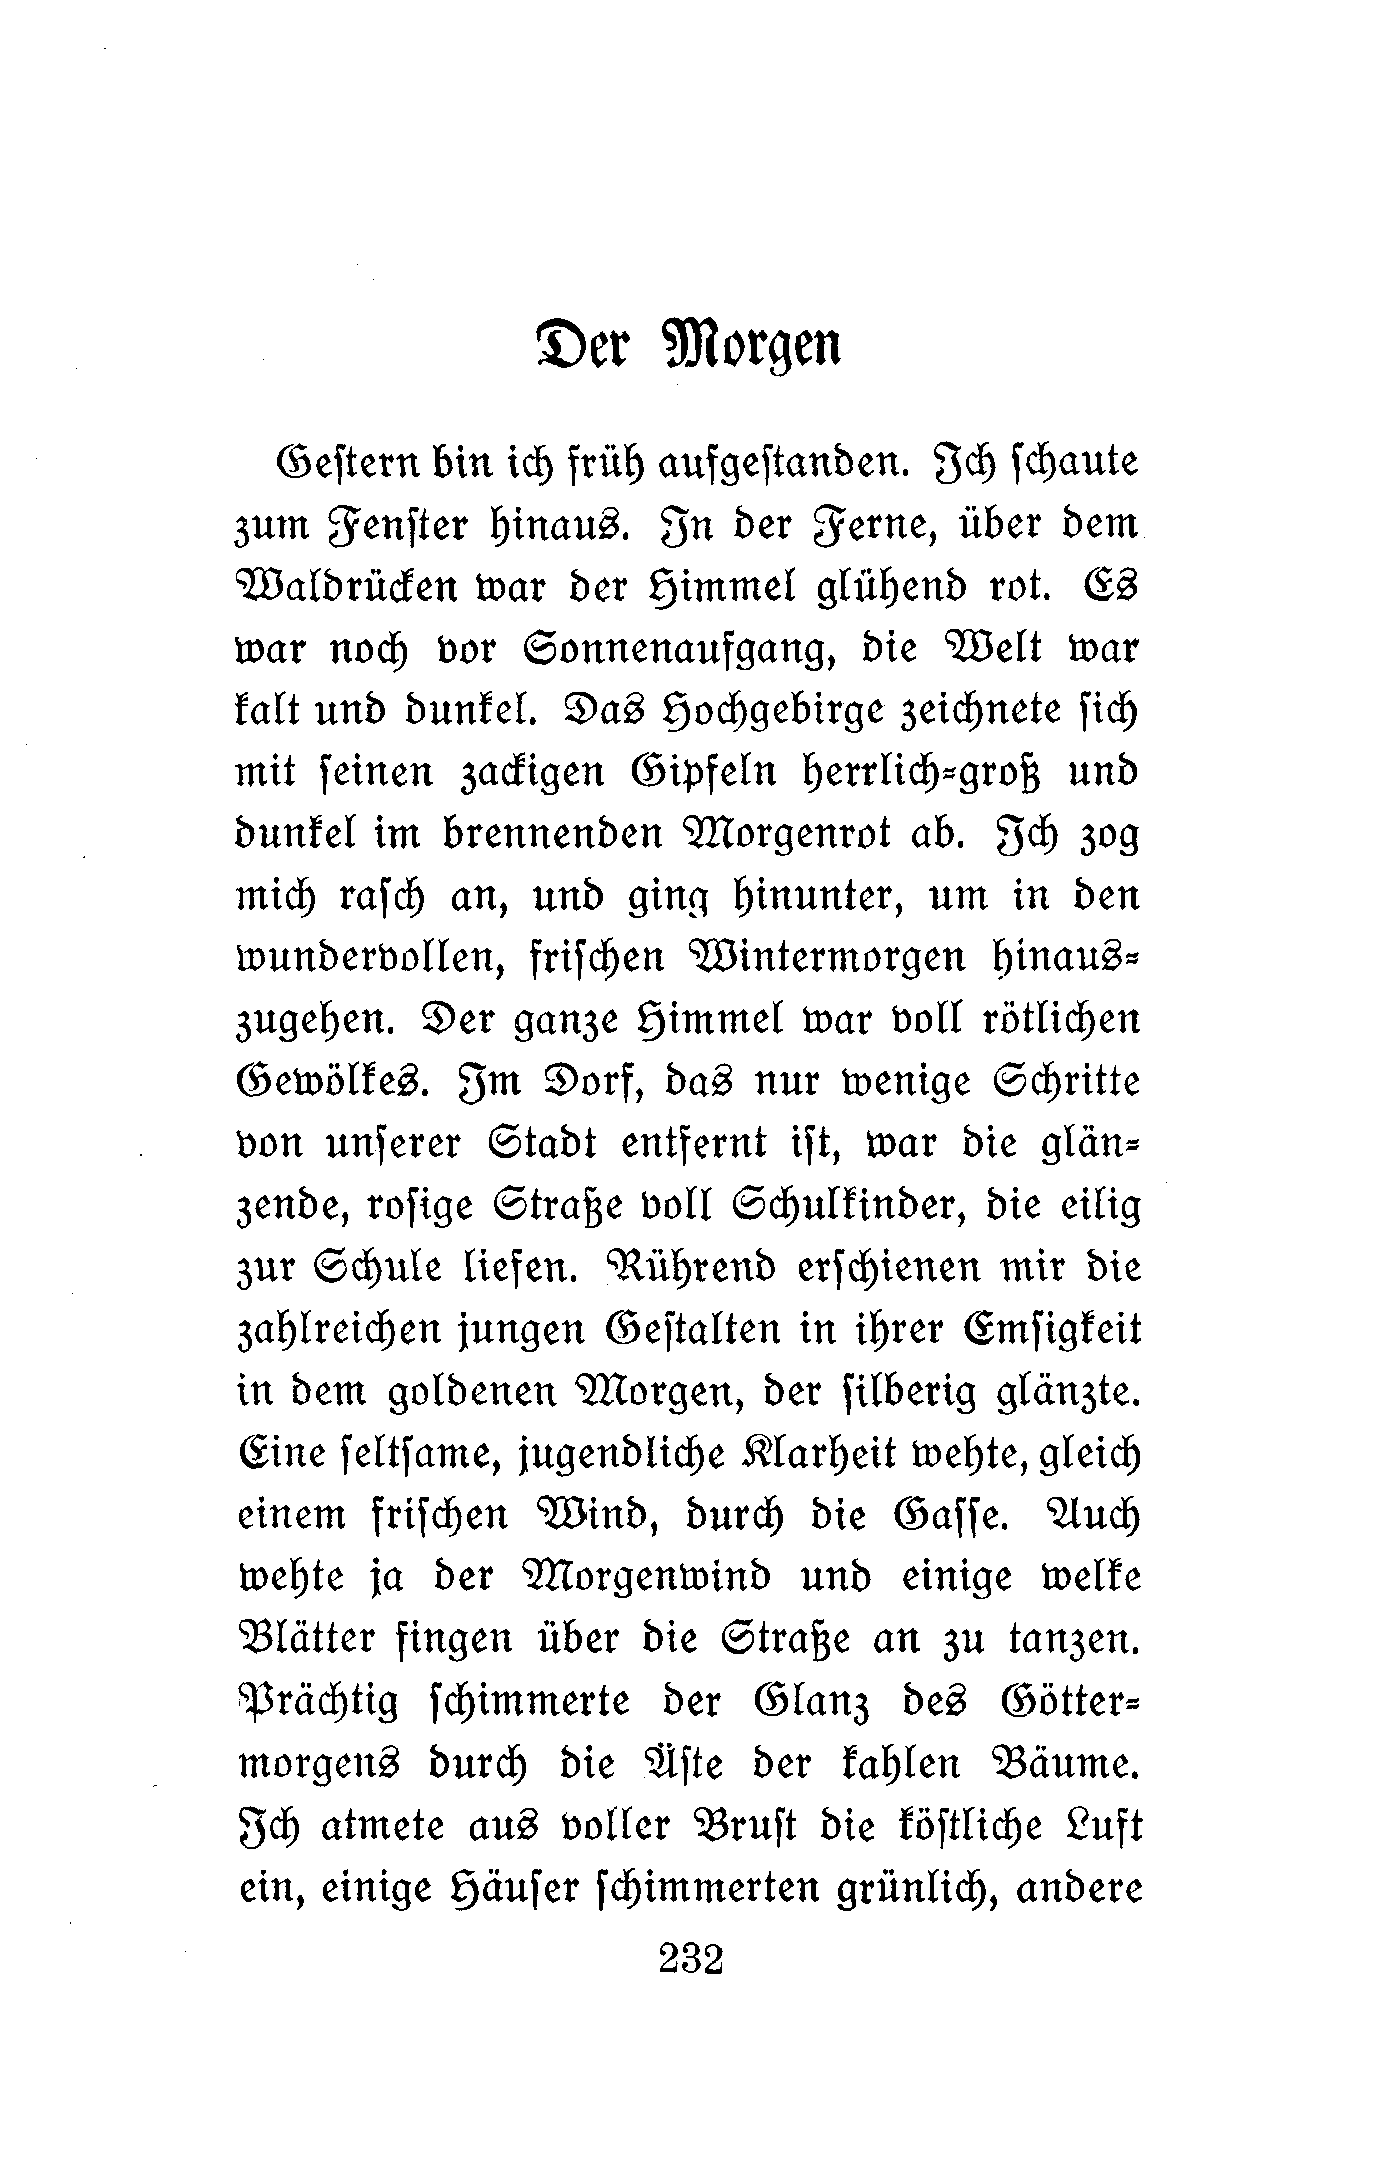 Der Morgen
Geſtern bin ich früh aufgeſtanden. Ich ſchaute
zum Fenſter hinaus. In der Ferne, über dem
Waldrücken war der Himmel glühend rot. Es
war noch vor Sonnenaufgang, die Welt war
kalt und dunkel. Das Hochgebirge zeichnete ſich
mit ſeinen zackigen Gipfeln herrlich-groß und
dunkel im brennenden Morgenrot ab. Ich zog
mich raſch an, und ging hinunter, um in den
wundervollen, friſchen Wintermorgen hinaus-
zugehen. Der ganze Himmel war voll rötlichen
Gewölkes. Im Dorf, das nur wenige Schritte
von unſerer Stadt entfernt iſt, war die glän-
zende, roſige Straße voll Schulkinder, die eilig
zur Schule liefen. Rührend erſchienen mir die
zahlreichen jungen Geſtalten in ihrer Emſigkeit
in dem goldenen Morgen, der ſilberig glänzte.
Eine ſeltſame, jugendliche Klarheit wehte, gleich
einem friſchen Wind, durch die Gaſſe. Auch
wehte ja der Morgenwind und einige welke
Blätter fingen über die Straße an zu tanzen.
Prächtig ſchimmerte der Glanz des Götter-
morgens durch die Äſte der kahlen Bäume.
Ich atmete aus voller Bruſt die köſtliche Luft
ein, einige Häuſer ſchimmerten grünlich, andere
232